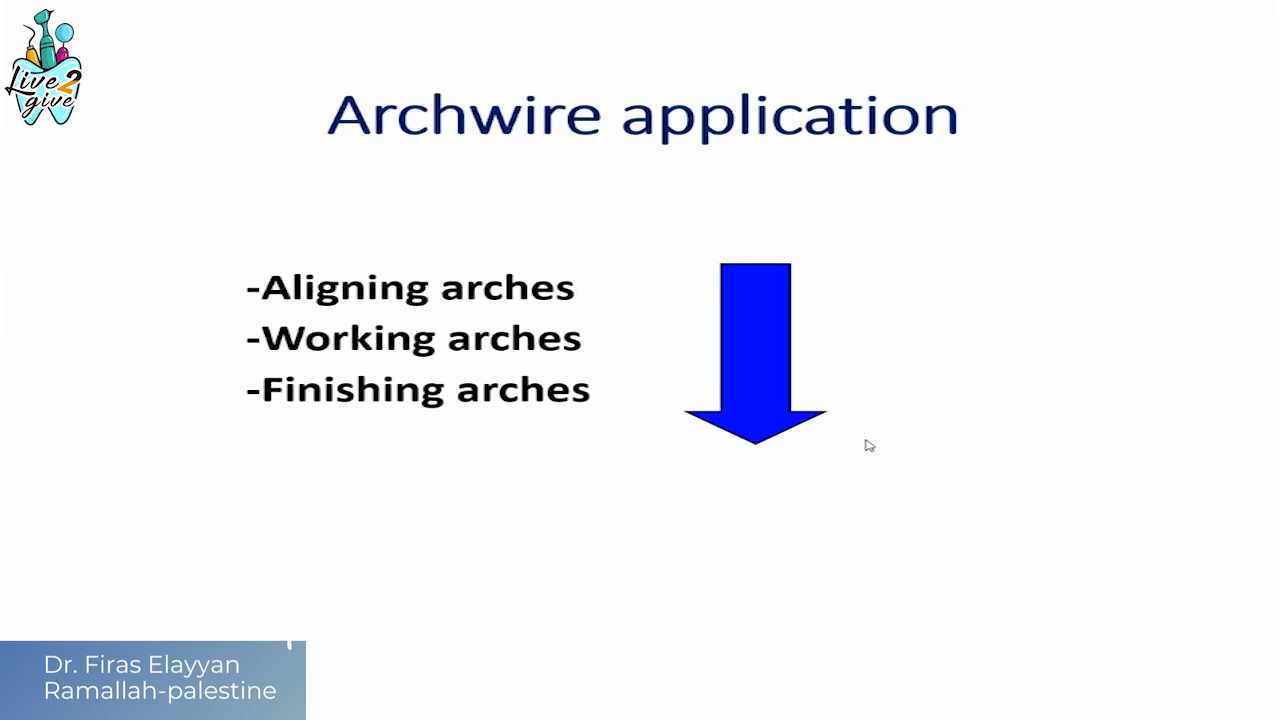 Live 2
give
Archwire application
-Aligning arches
-Working arches
-Finishing arches
Dr. Firas Elayyan
Ramallah-palestine